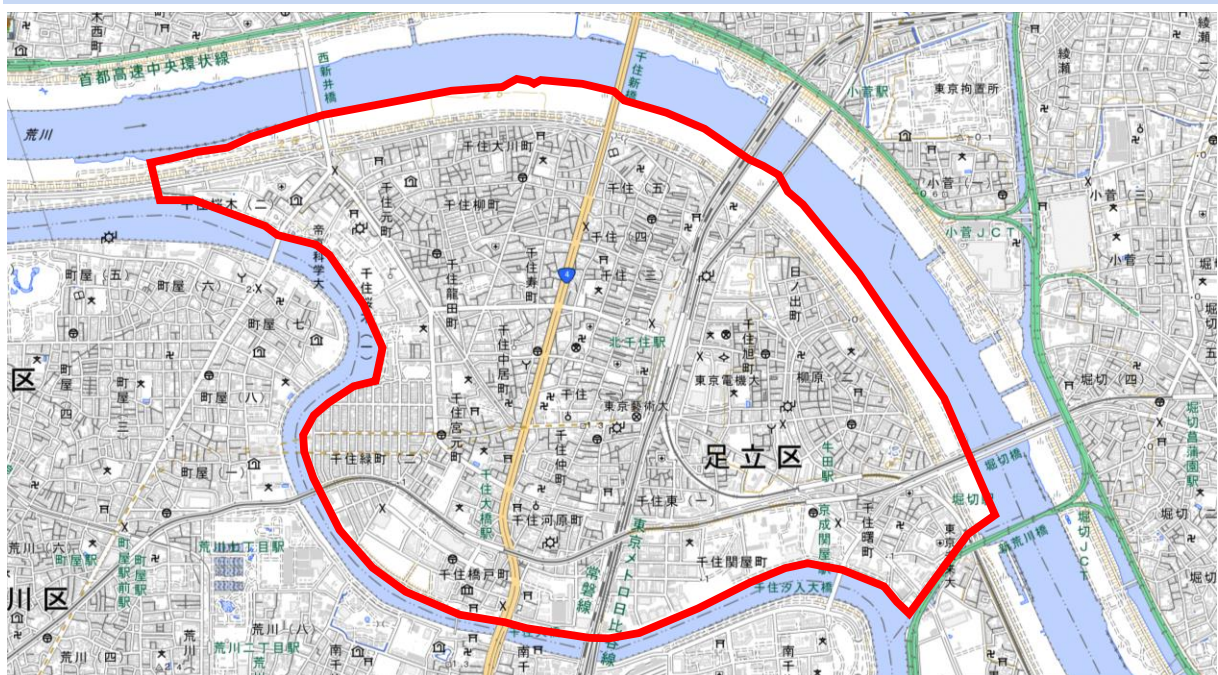 首都高速中央環状線
西新井橋
千住新橋
小菅駅
東京拘置所
綾瀬(二)
荒川
千住大川町
千住(五)
小菅(一)
小菅(三)
千住桜木(二)
千住元町
千住柳町
千住(四)
小菅JCT
小菅(二)
帝京科学大
町屋(五)
町屋(六)
千住(三)
日ノ出町
千住龍田町
千住寿町
4
町屋(七)
千住桜木(一)
北千住駅
千住旭町
千住中居町
東京電機大
柳原
堀切(四)
区
町屋(八)
東京藝術大
千住宮元町
千住仲町
足立区
牛田駅
堀切橋
堀切菖蒲園駅
千住緑町(二)
町屋(一)
千住大橋駅
千住東(一)
堀切駅
千住河原町
京成関屋駅
千住曙町
新荒川橋
堀切JCT
荒川(六)
町屋駅
町屋駅前駅
荒川七丁目駅
千住橋戸町
東京メトロ日比谷線
常磐線
千住関屋町
千住汐入大橋
川区
荒川(八)
荒川二丁目駅
荒川(四)